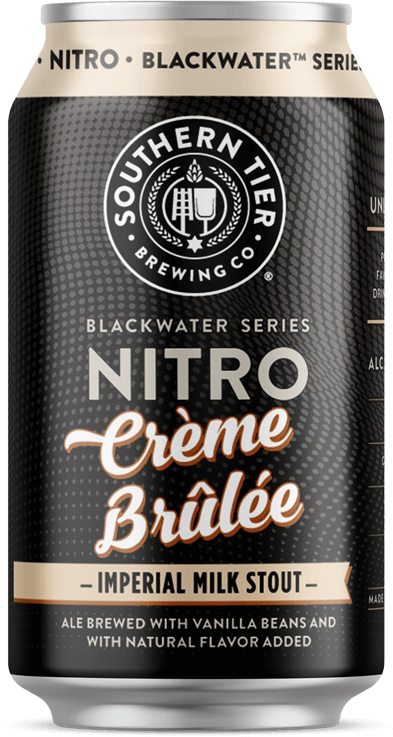 • NITRO • BLACKWATER™ SERIE
SOUTHERN TIER
• BREWING CO •
®
BLACKWATER SERIES
NITRO
Crème
Brûlée
– IMPERIAL MILK STOUT –
ALE BREWED WITH VANILLA BEANS AND
WITH NATURAL FLAVOR ADDED